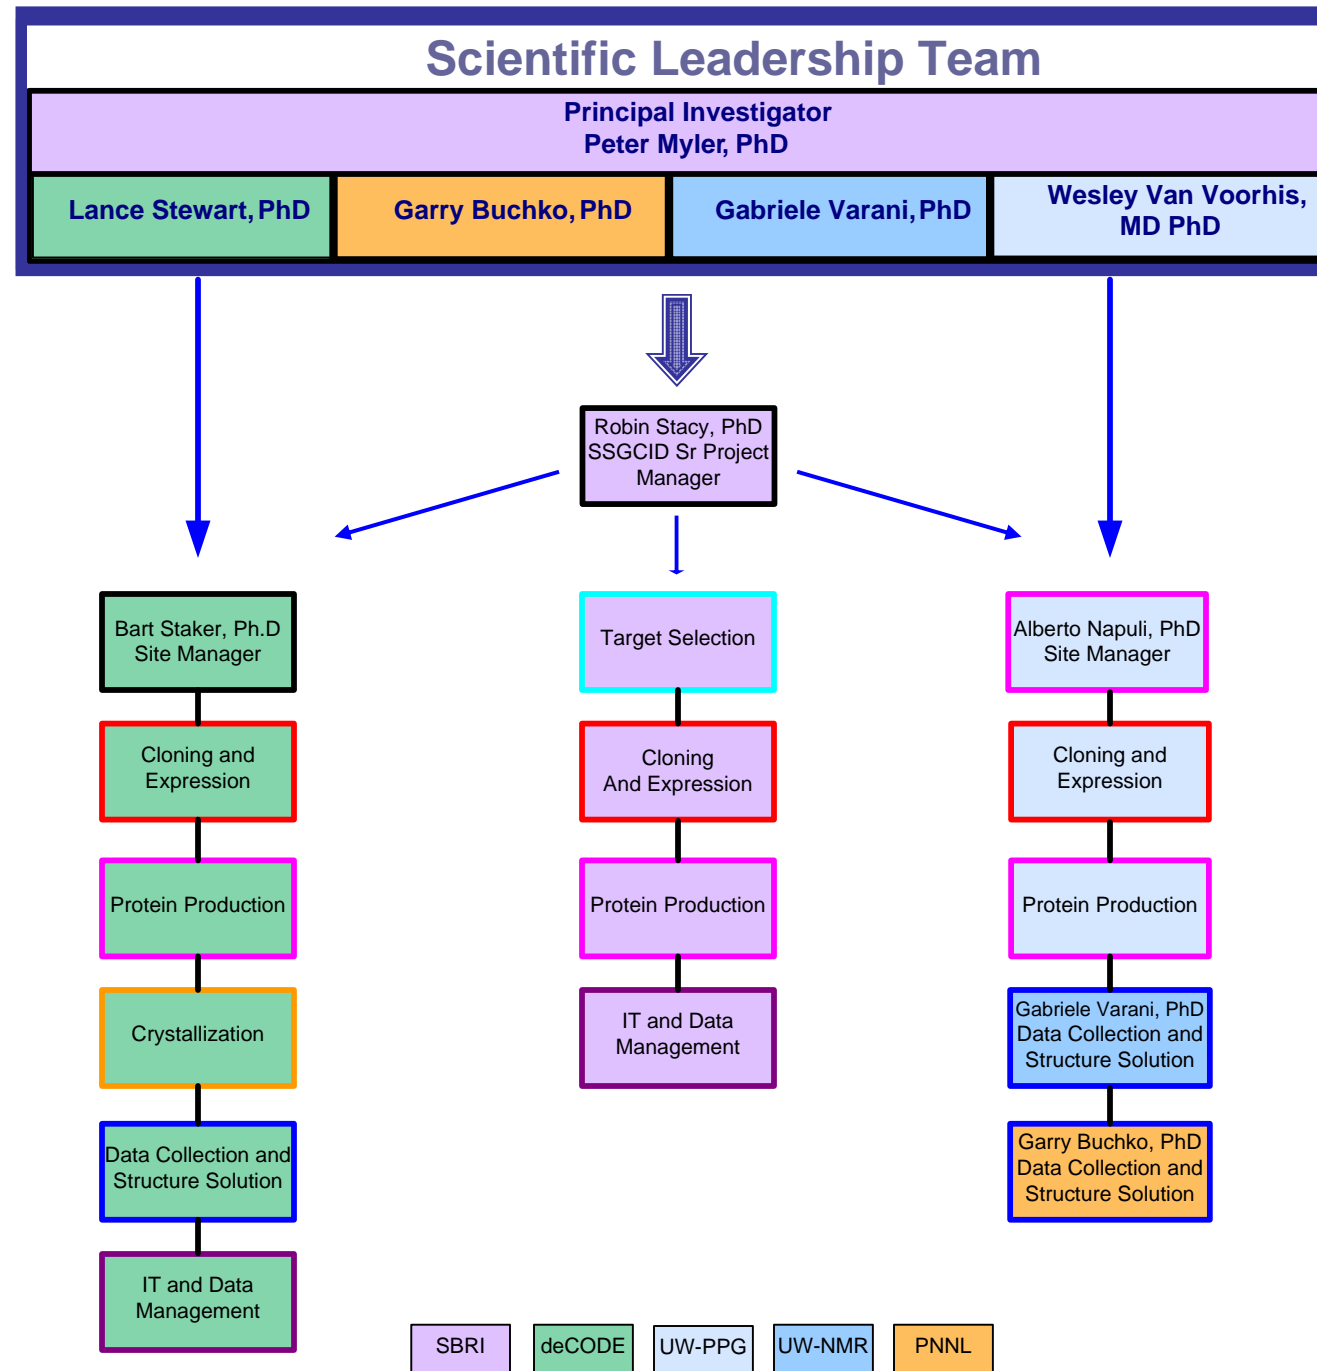 Scientific Leadership Team
Principal Investigator
Peter Myler, PhD
Lance Stewart, PhD
Garry Buchko, PhD
Gabriele Varani, PhD
Wesley Van Voorhis,
MD PhD
Robin Stacy, PhD
SSGCID Sr Project
Manager
Bart Staker, Ph.D
Site Manager
Target Selection
Alberto Napuli, PhD
Site Manager
Cloning and
Expression
Cloning
And Expression
Cloning and
Expression
Protein Production
Protein Production
Protein Production
Crystallization
IT and Data
Management
Gabriele Varani, PhD
Data Collection and
Structure Solution
Data Collection and
Structure Solution
Garry Buchko, PhD
Data Collection and
Structure Solution
IT and Data
Management
SBRI
deCODE
UW-PPG
UW-NMR
PNNL